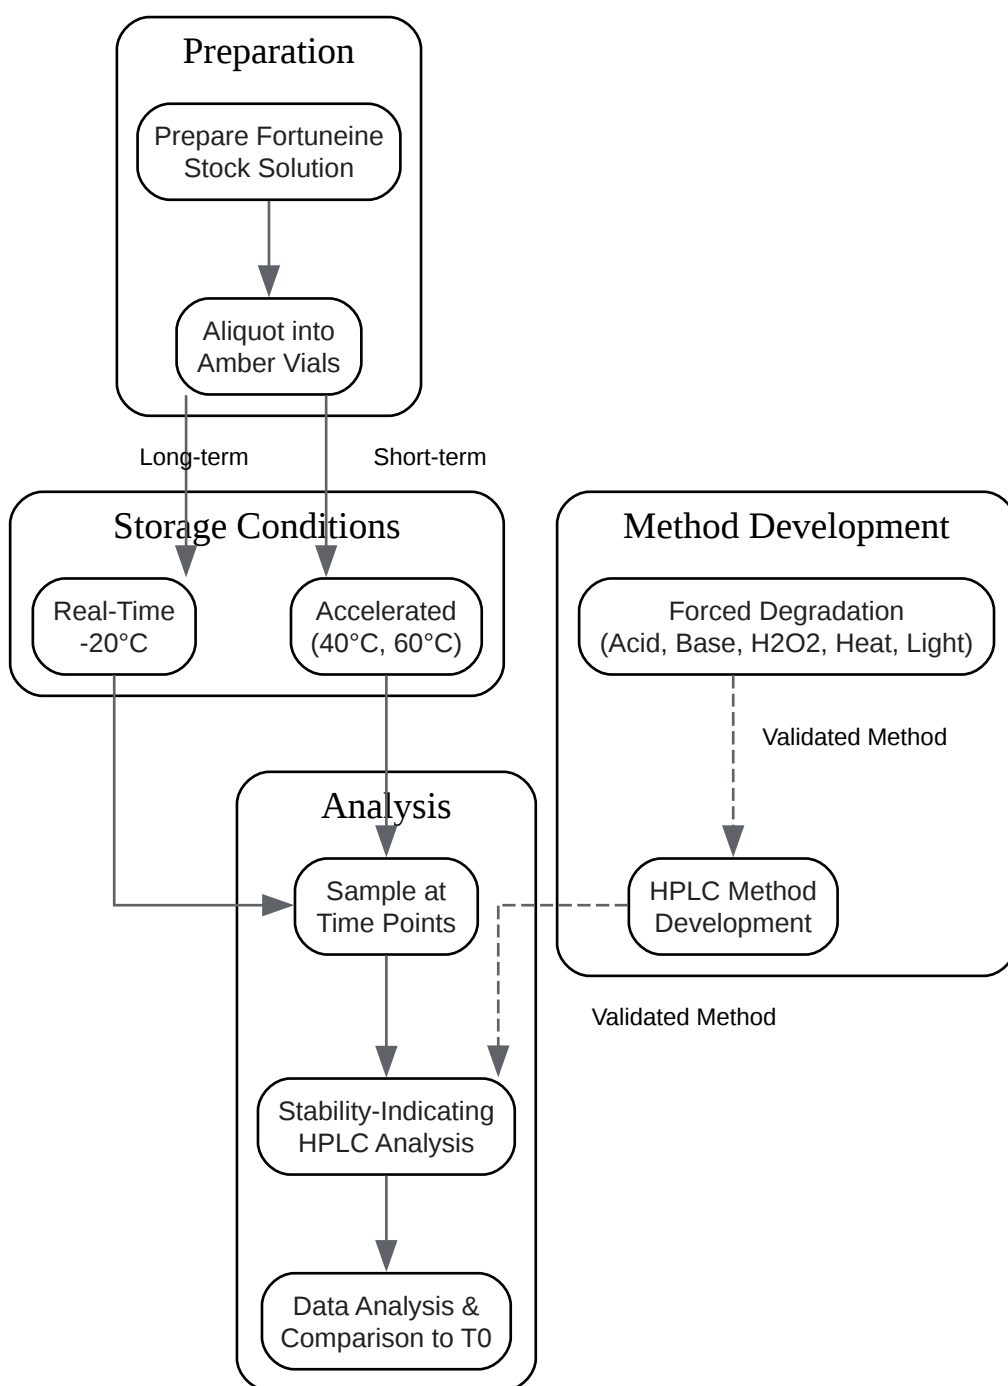 Preparation
Prepare Fortuneine
Stock Solution
Aliquot into
Amber Vials
Long-term
Short-term
Storage Conditions
Real-Time
-20°C
Accelerated
(40°C, 60°C)
Method Development
Forced Degradation
(Acid, Base, H2O2, Heat, Light)
Validated Method
HPLC Method
Development
Validated Method
Analysis
Sample at
Time Points
Stability-Indicating
HPLC Analysis
Data Analysis &
Comparison to T0